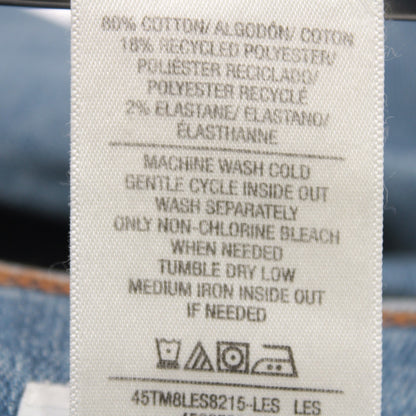 80% COTTON/ ALGODÓN/ COTON
18% RECYCLED POLYESTER/
POLIÉSTER RECICLADO/
POLYESTER RECYCLÉ
2% ELASTANE/ ELASTANO/
ÉLASTHANNE
MACHINE WASH COLD
GENTLE CYCLE INSIDE OUT
WASH SEPARATELY
ONLY NON-CHLORINE BLEACH
WHEN NEEDED
TUMBLE DRY LOW
MEDIUM IRON INSIDE OUT
IF NEEDED
45TM8LES8215-LES LES